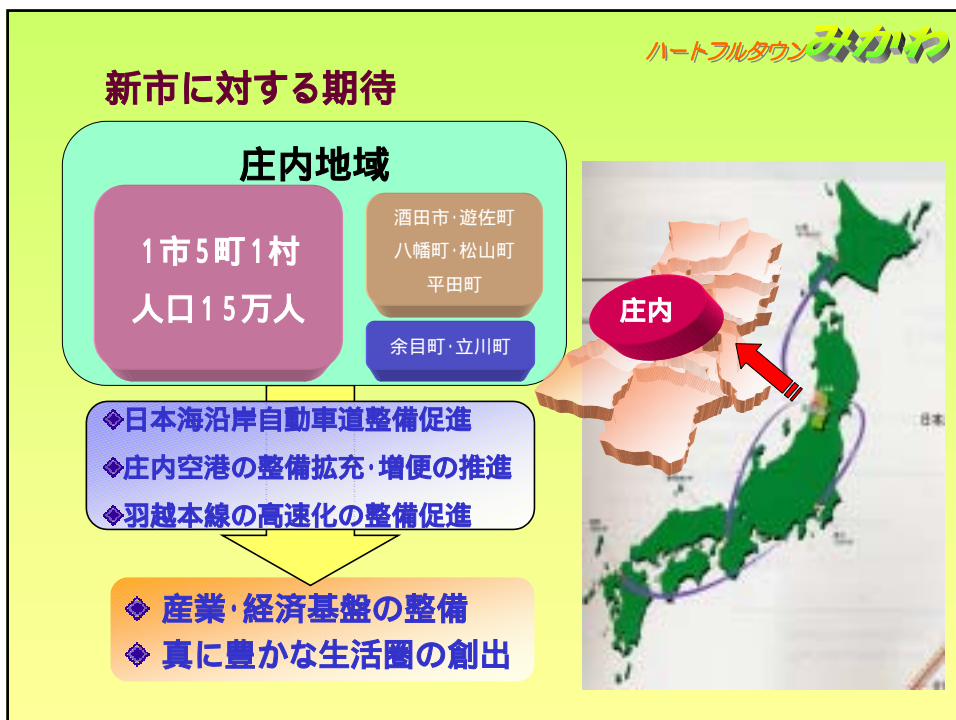 ハートフルタウンみかわ
新市に対する期待
庄内地域
1市5町1村
人口15万人
酒田市･遊佐町
八幡町･松山町
平田町
余目町･立川町
庄内
日本海沿岸自動車道整備促進
庄内空港の整備拡充･増便の推進
羽越本線の高速化の整備促進
産業･経済基盤の整備
真に豊かな生活圏の創出
日本